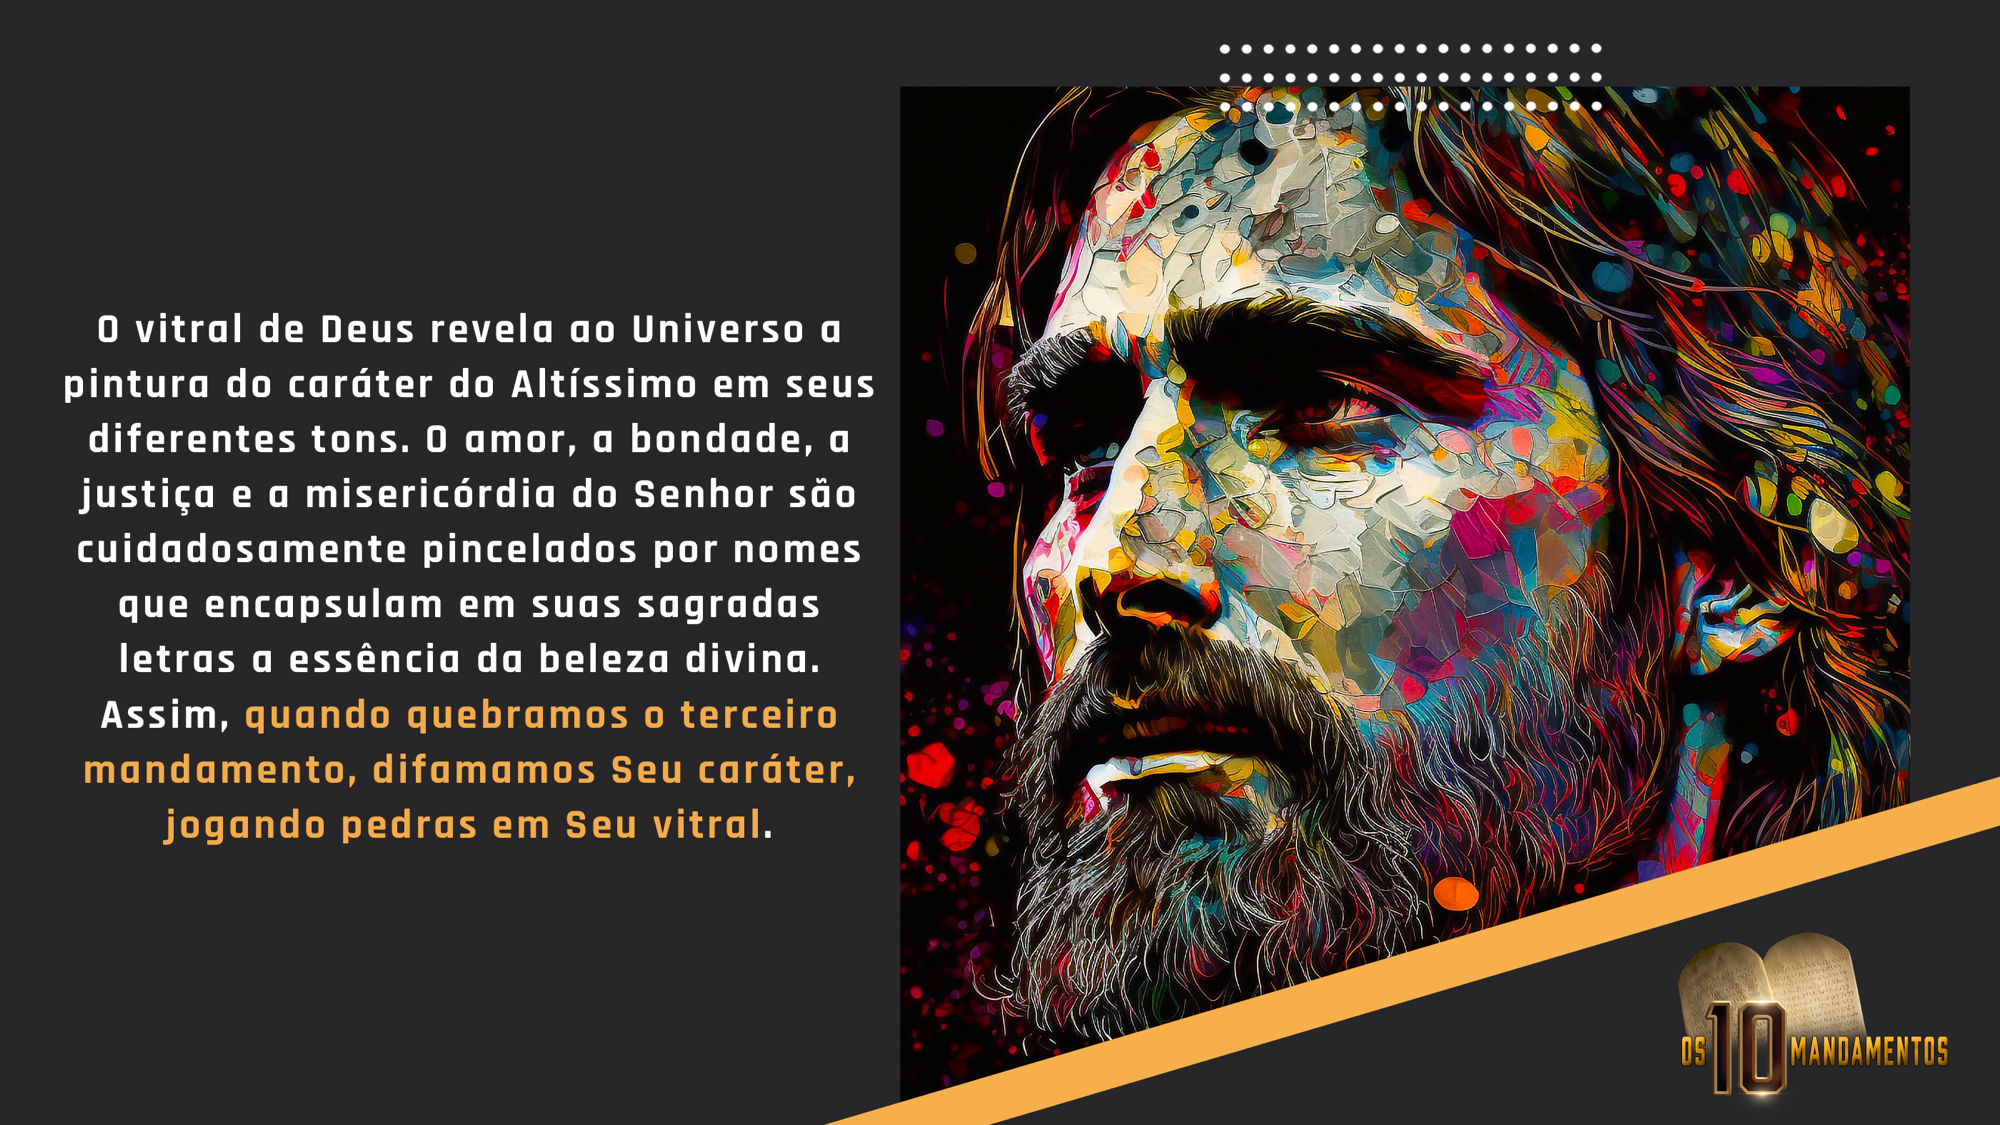 O vitral de Deus revela ao Universo a
pintura do caráter do Altíssimo em seus
diferentes tons. O amor, a bondade, a
justiça e a misericórdia do Senhor são
cuidadosamente pincelados por nomes
que encapsulam em suas sagradas
letras a essência da beleza divina.
Assim, quando quebramos o terceiro
mandamento, difamamos Seu caráter,
jogando pedras em Seu vitral.
OS 10 MANDAMENTOS